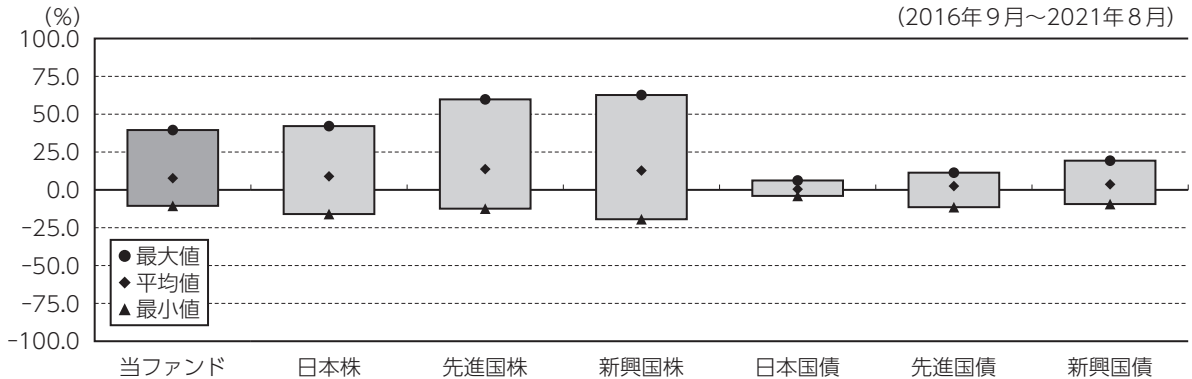 (%)
(2016年9月~2021年8月)
100.0
75.0
50.0
25.0
0.0
-25.0
-50.0
-75.0
-100.0
●最大値
◆平均値
▲最小値
当ファンド 日本株 先進国株 新興国株 日本国債 先進国債 新興国債